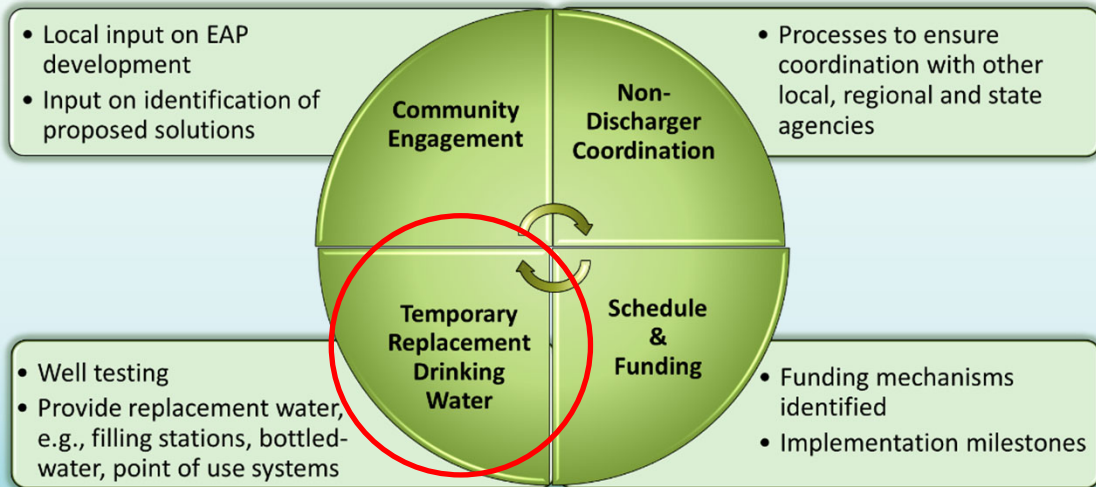 • Local input on EAP
development
• Input on identification of
proposed solutions
Community
Engagement
Non-
Discharger
Coordination
• Processes to ensure
coordination with other
local, regional and state
agencies
• Well testing
• Provide replacement water,
e.g., filling stations, bottled-
water, point of use systems
Temporary
Replacement
Drinking
Water
Schedule
&
Funding
• Funding mechanisms
identified
• Implementation milestones